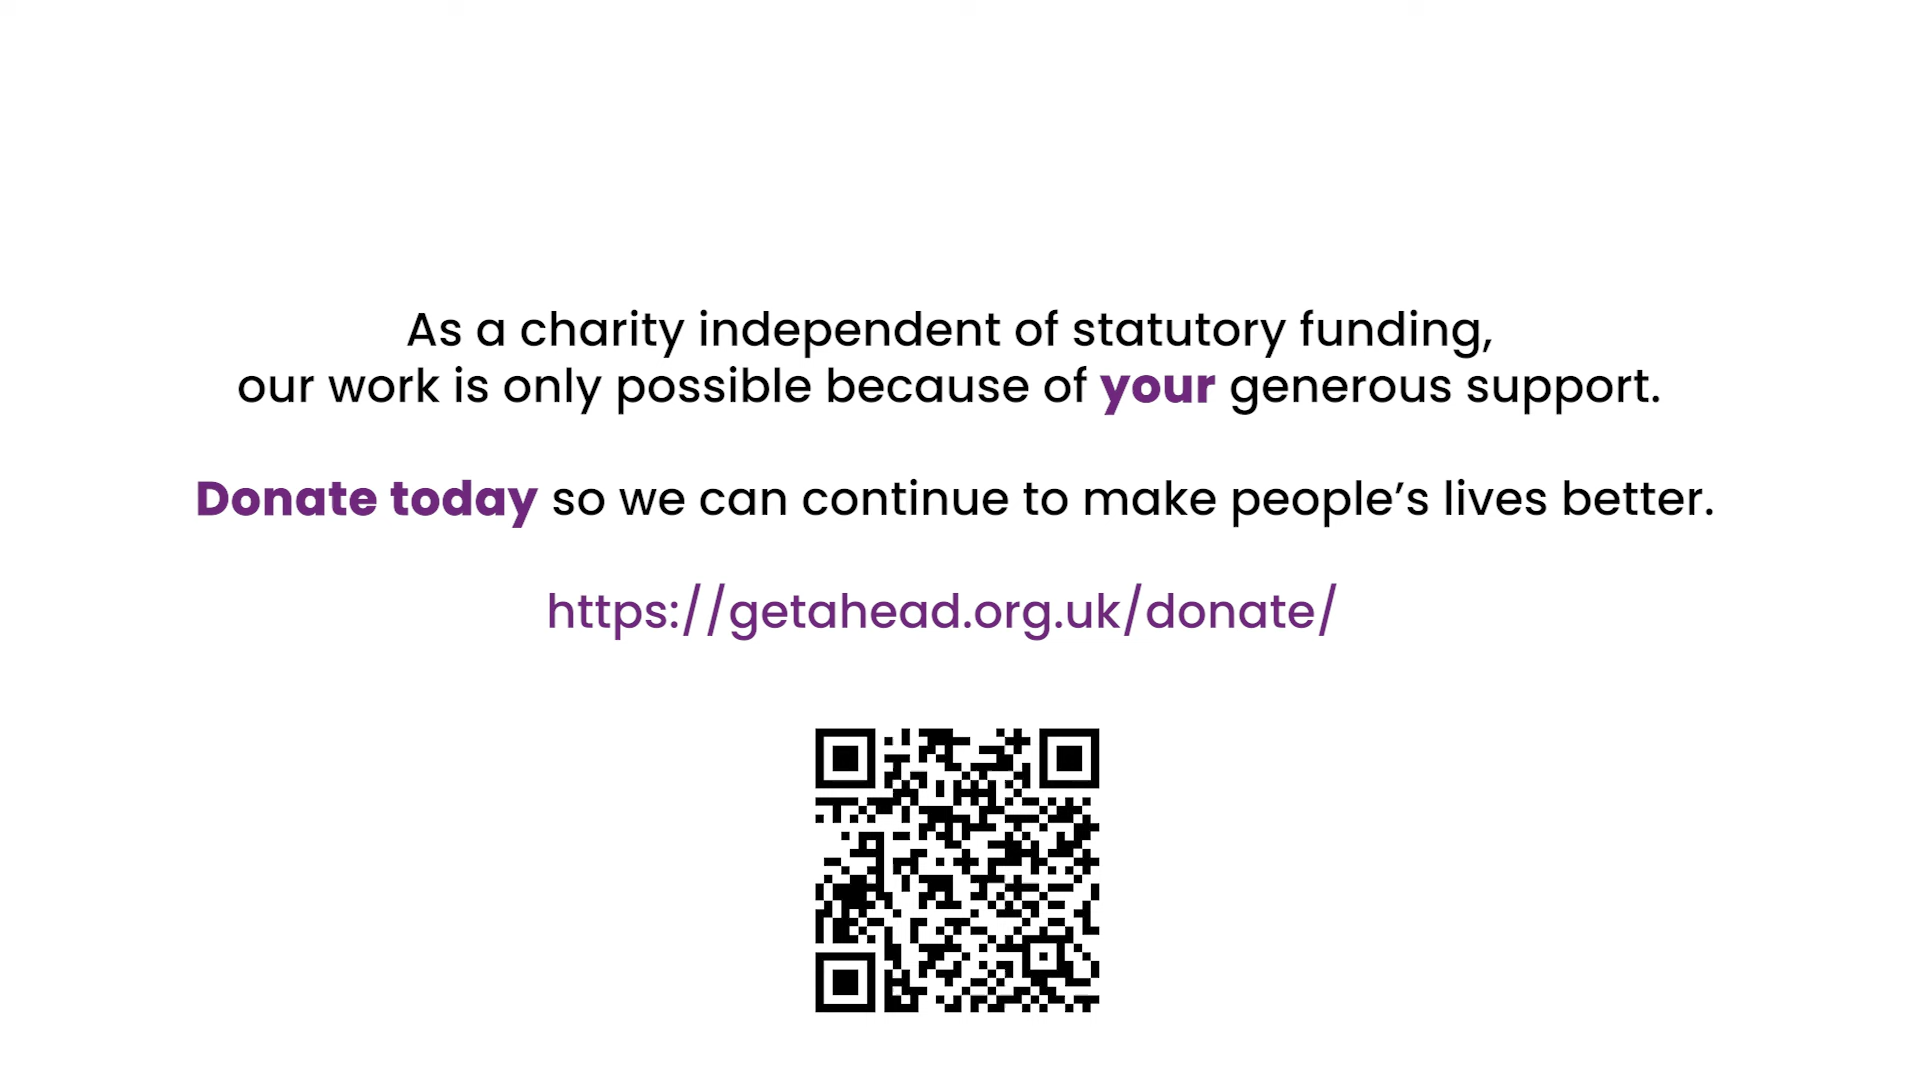 As a charity independent of statutory funding,
our work is only possible because of your generous support.
Donate today so we can continue to make people’s lives better.
https://getahead.org.uk/donate/